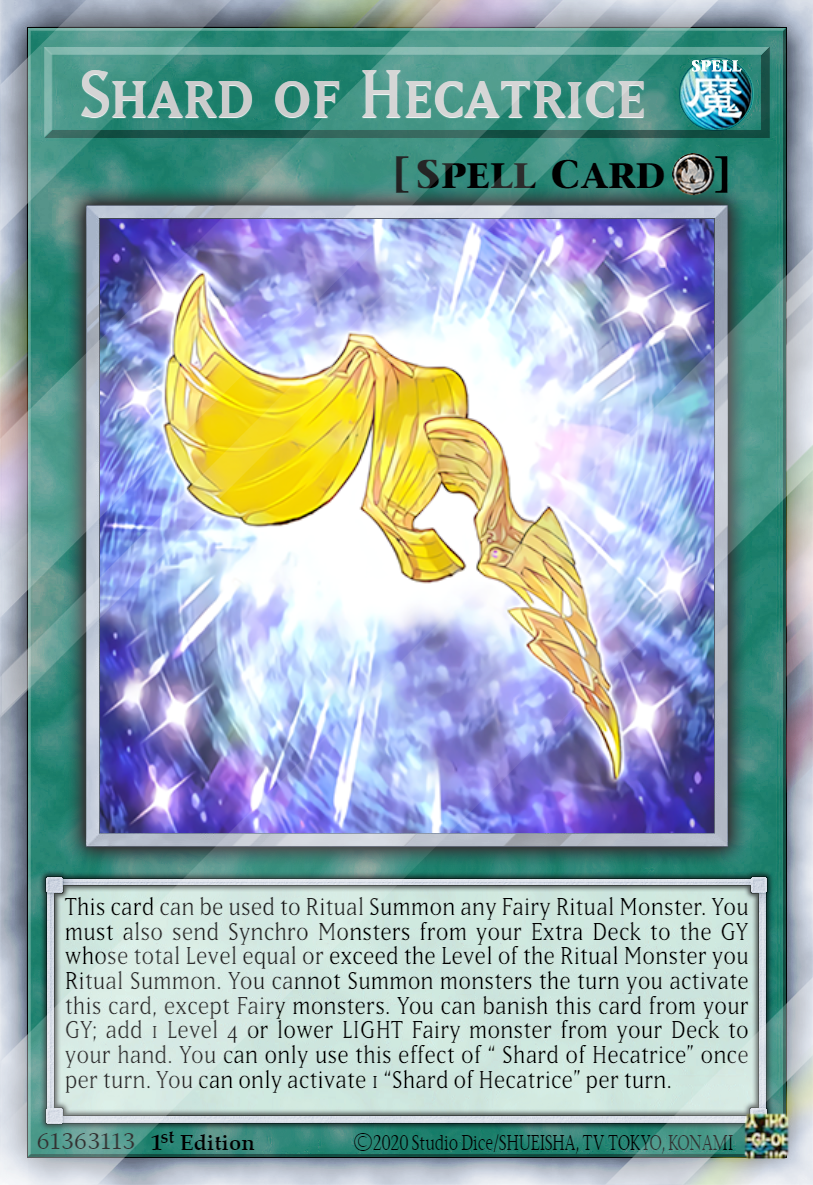 Shard of Hecatrice
SPELL
魔
[Spell Card]
This card can be used to Ritual Summon any Fairy Ritual Monster. You
must also send Synchro Monsters from your Extra Deck to the GY
whose total Level equal or exceed the Level of the Ritual Monster you
Ritual Summon. You cannot Summon monsters the turn you activate
this card, except Fairy monsters. You can banish this card from your
GY; add 1 Level 4 or lower LIGHT Fairy monster from your Deck to
your hand. You can only use this effect of “ Shard of Hecatrice” once
per turn. You can only activate 1 “Shard of Hecatrice” per turn.
61363113 1st Edition ©2020 Studio Dice/SHUEISHA, TV TOKYO, KONAMI